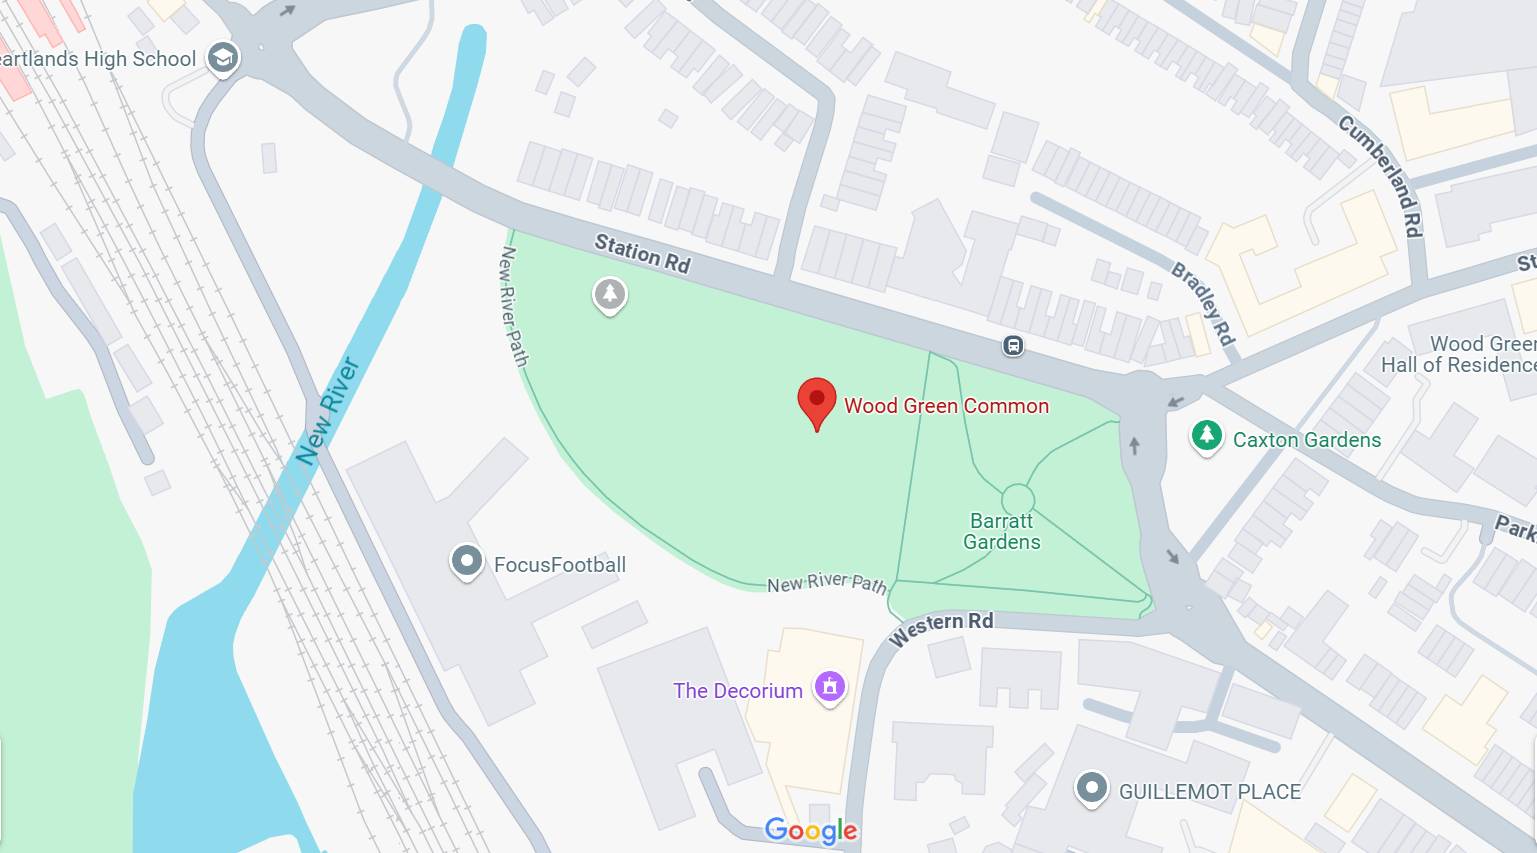 eartlands High School
Cumberland Rd
Station Rd
New River Path
Bradley Rd
St
Wood Green
Hall of Residence
Wood Green Common
Caxton Gardens
New River
Barratt
Gardens
Park
FocusFootball
New River Path
Western Rd
The Decorium
GUILLEMOT PLACE
Google